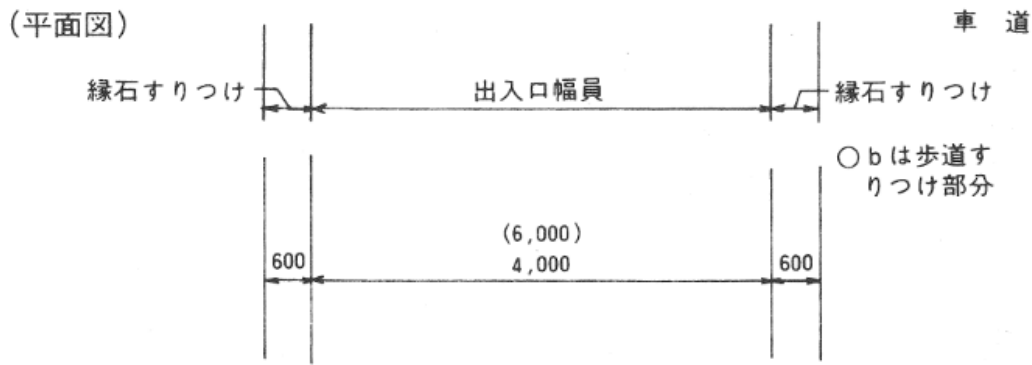 (平面図)
車 道
縁石すりつけ
出入口幅員
縁石すりつけ
○bは歩道す
りつけ部分
(6,000)
600
4,000
600